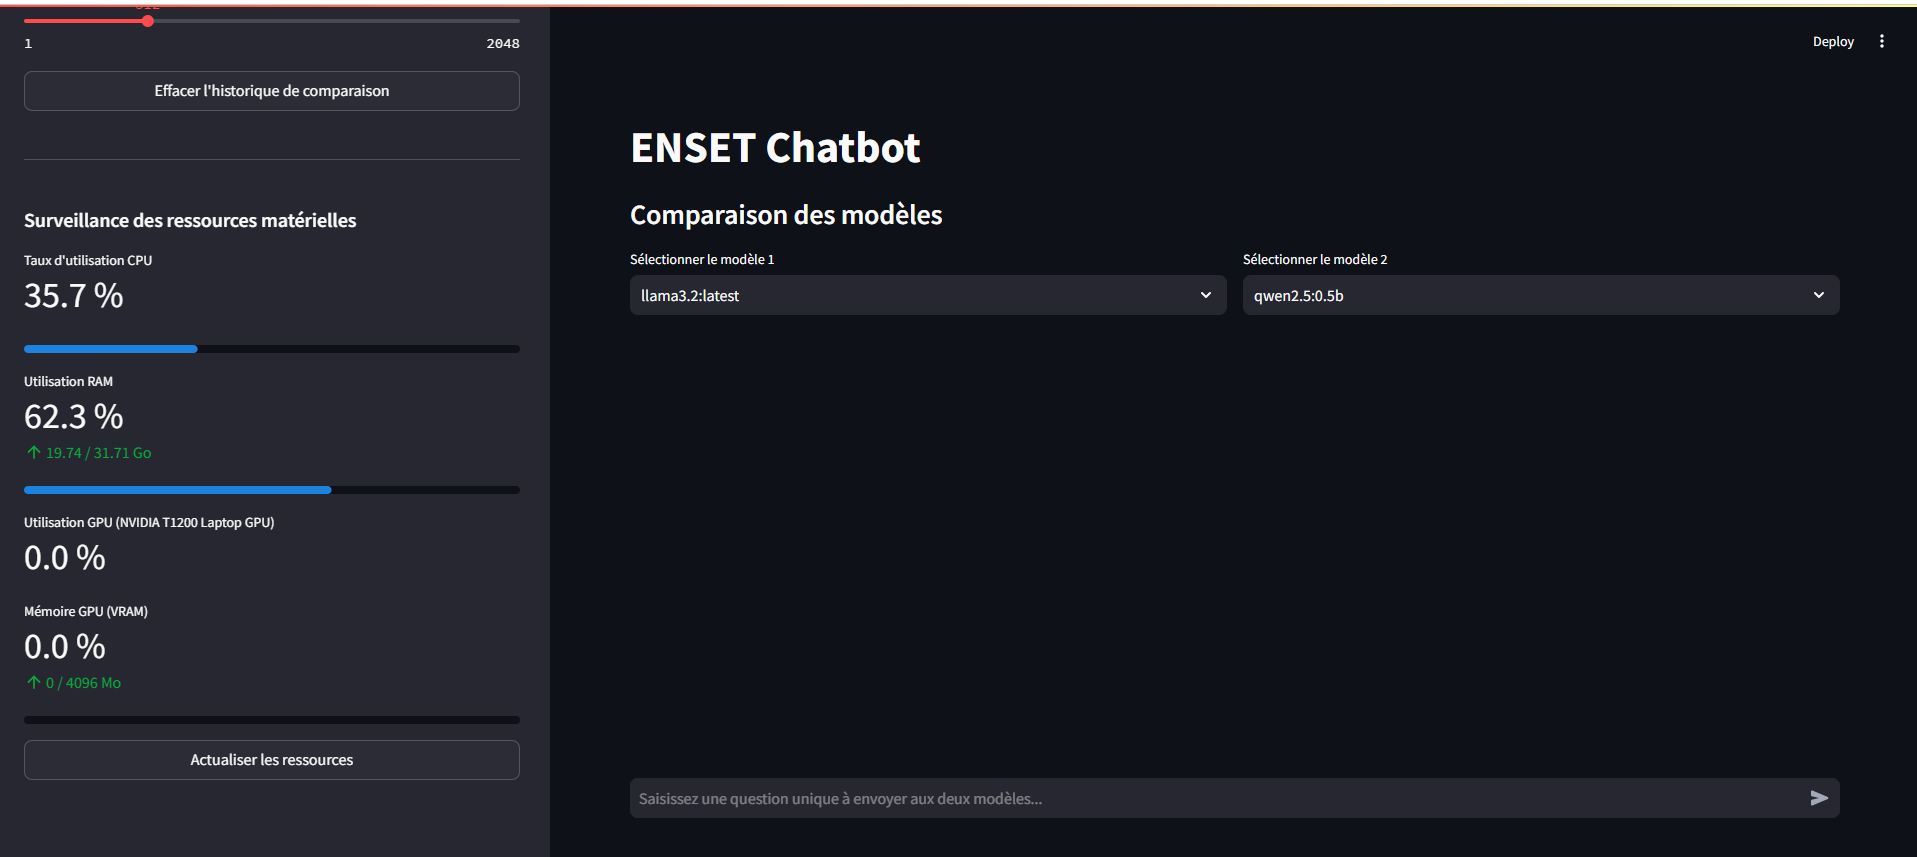 1 2048
Effacer l'historique de comparaison
Surveillance des ressources matérielles
Taux d'utilisation CPU
35.7 %
Utilisation RAM
62.3 %
↑ 19.74 / 31.71 Go
Utilisation GPU (NVIDIA T1200 Laptop GPU)
0.0 %
Mémoire GPU (VRAM)
0.0 %
↑ 0 / 4096 Mo
Actualiser les ressources
Deploy
ENSET Chatbot
Comparaison des modèles
Sélectionner le modèle 1
llama3.2:latest
Sélectionner le modèle 2
qwen2.5:0.5b
Saisissez une question unique à envoyer aux deux modèles...